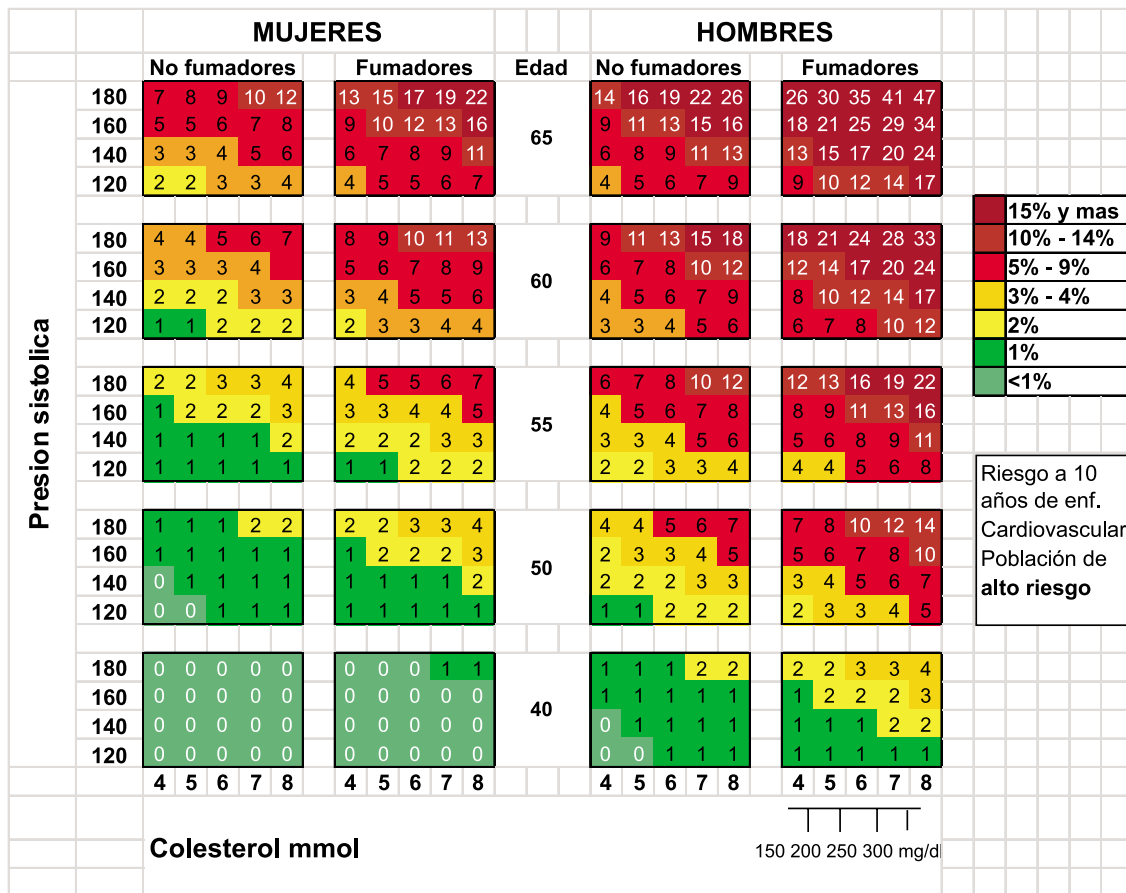 MUJERES HOMBRES
No fumadores Fumadores Edad No fumadores Fumadores
180 7 8 9 10 12 13 15 17 19 22 14 16 19 22 26 26 30 35 41 47
160 5 5 6 7 8 9 10 12 13 16 9 11 13 15 16 18 21 25 29 34
65
140 3 3 4 5 6 6 7 8 9 11 6 8 9 11 13 13 15 17 20 24
120 2 2 3 3 4 4 5 5 6 7 4 5 6 7 9 9 10 12 14 17
180 4 4 5 6 7 8 9 10 11 13 9 11 13 15 18 18 21 24 28 33
160 3 3 3 4 5 6 7 8 9 6 7 8 10 12 12 14 17 20 24
60
140 2 2 2 3 3 3 4 5 5 6 4 5 6 7 9 8 10 12 14 17
120 1 1 2 2 2 2 3 3 4 4 3 3 4 5 6 6 7 8 10 12
180 2 2 3 3 4 4 5 5 6 7 6 7 8 10 12 12 13 16 19 22
160 1 2 2 2 3 3 3 4 4 5 4 5 6 7 8 8 9 11 13 16
55
140 1 1 1 1 2 2 2 2 3 3 3 3 4 5 6 5 6 8 9 11
120 1 1 1 1 1 1 1 2 2 2 2 2 3 3 4 4 4 5 6 8
180 1 1 1 2 2 2 2 3 3 4 4 4 5 6 7 7 8 10 12 14
160 1 1 1 1 1 1 2 2 2 3 2 3 3 4 5 5 6 7 8 10
50
140 0 1 1 1 1 1 1 1 1 2 2 2 2 3 3 3 4 5 6 7
120 0 0 1 1 1 1 1 1 1 1 1 1 2 2 2 2 3 3 4 5
180 0 0 0 0 0 0 0 0 1 1 1 1 1 2 2 2 2 3 3 4
160 0 0 0 0 0 0 0 0 0 0 1 1 1 1 1 1 2 2 2 3
40
140 0 0 0 0 0 0 0 0 0 0 0 1 1 1 1 1 1 1 2 2
120 0 0 0 0 0 0 0 0 0 0 0 0 1 1 1 1 1 1 1 1
4 5 6 7 8 4 5 6 7 8 4 5 6 7 8 4 5 6 7 8
Presion sistolica
Colesterol mmol
150 200 250 300 mg/dl
15% y mas
10% - 14%
5% - 9%
3% - 4%
2%
1%
<1%
Riesgo a 10
años de enf.
Cardiovascular
Población de
alto riesgo